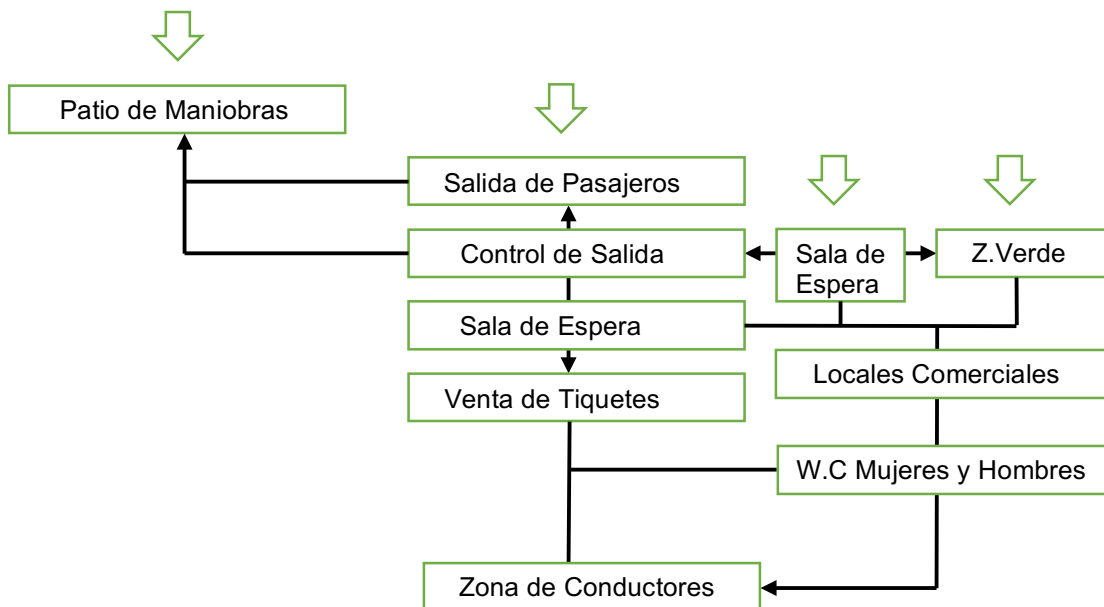 Patio de Maniobras
Salida de Pasajeros
Control de Salida
Sala de
Espera
Z.Verde
Sala de Espera
Locales Comerciales
Venta de Tiquetes
W.C Mujeres y Hombres
Zona de Conductores